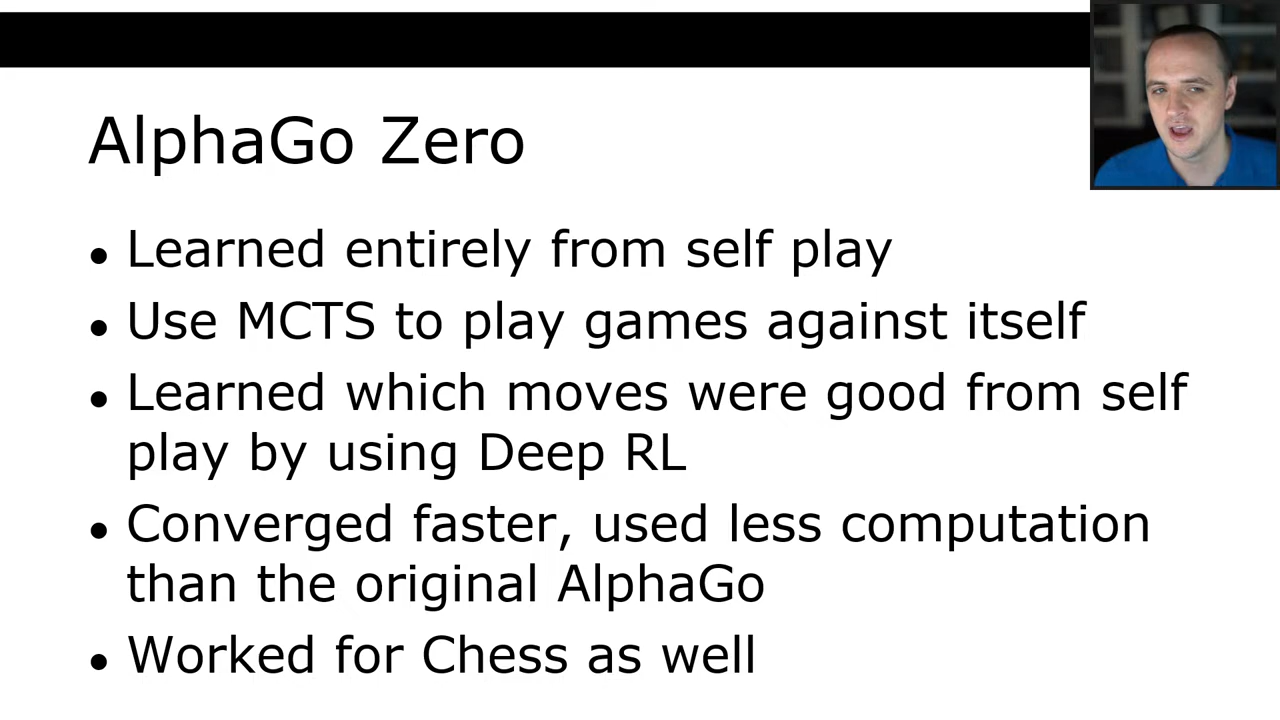 AlphaGo Zero
● Learned entirely from self play
● Use MCTS to play games against itself
● Learned which moves were good from self
play by using Deep RL
● Converged faster, used less computation
than the original AlphaGo
● Worked for Chess as well